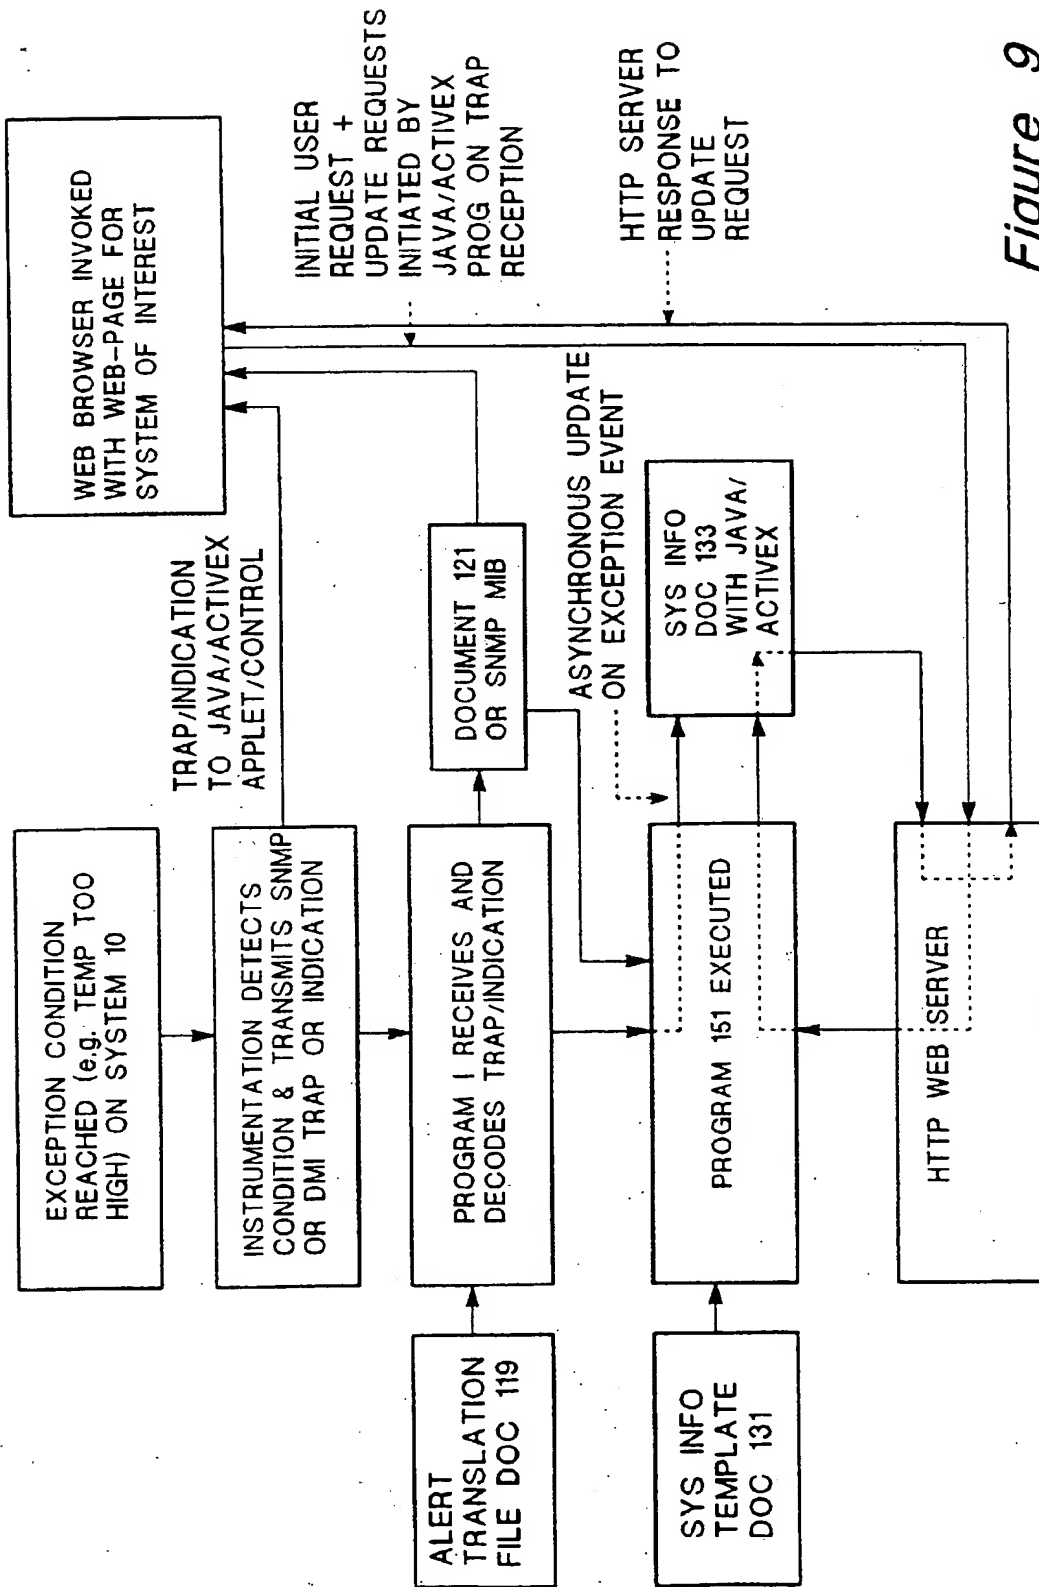 EXCEPTION CONDITION
REACHED (e.g. TEMP TOO
HIGH) ON SYSTEM 10
WEB BROWSER INVOKED
WITH WEB-PAGE FOR
SYSTEM OF INTEREST
TRAP/INDICATION
TO JAVA/ACTIVEX
APPLET/CONTROL
INSTRUMENTATION DETECTS
CONDITION & TRANSMITS SNMP
OR DMI TRAP OR INDICATION
INITIAL USER
REQUEST +
UPDATE REQUESTS
INITIATED BY
JAVA/ACTIVEX
PROG ON TRAP
RECEPTION
ALERT
TRANSLATION
FILE DOC 119
PROGRAM I RECEIVES AND
DECODES TRAP/INDICATION
DOCUMENT 121
OR SNMP MIB
ASYNCHRONOUS UPDATE
ON EXCEPTION EVENT
HTTP SERVER
RESPONSE TO
UPDATE
REQUEST
SYS INFO
TEMPLATE
DOC 131
PROGRAM 151 EXECUTED
SYS INFO
DOC 133
WITH JAVA/
ACTIVEX
HTTP WEB SERVER
Figure 9